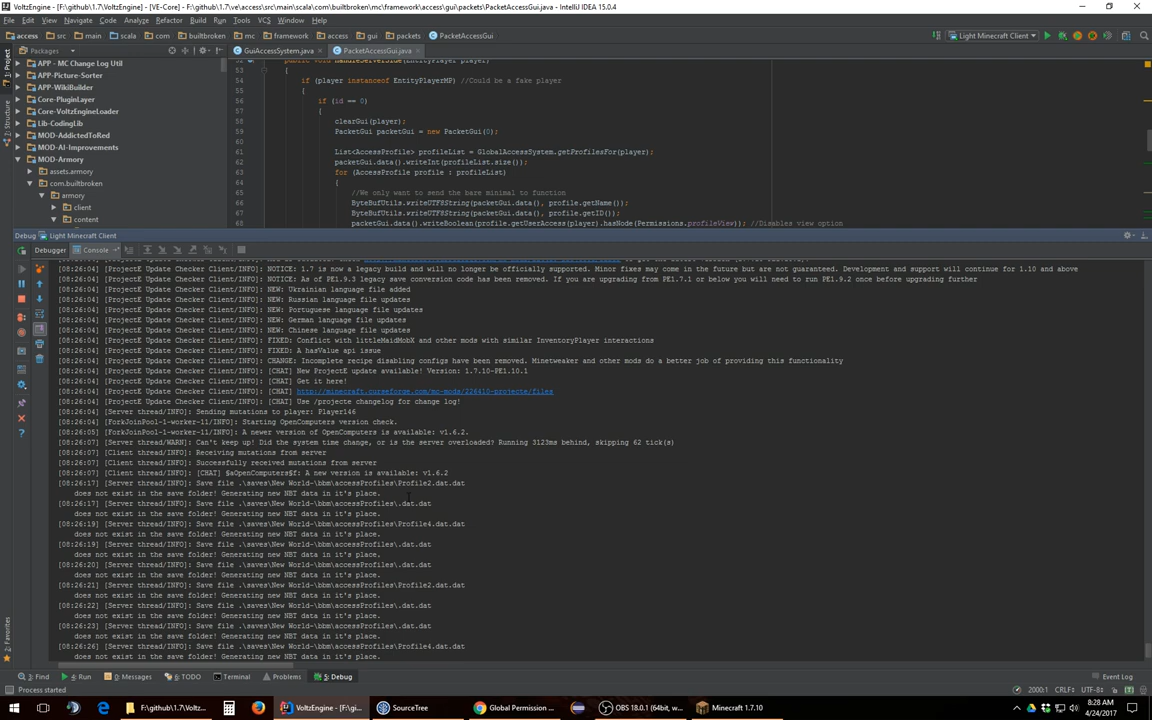 VoltzEngine - [F:\github\1.7\VoltzEngine] - [VE-Core] - F:\github\1.7\ve\access\src\main\scala\com\builtbroken\mc\framework\access\gui\packets\PacketAccessGui.java - IntelliJ IDEA 15.0.4
File Edit View Navigate Code Analyze Refactor Build Run Tools VCS Window Help
access src main scala com builtbroken mc framework access gui packets PacketAccessGui Light Minecraft Client
Packages GuiAccessSystem.java PacketAccessGui.java
APP - MC Change Log Util
APP-Picture-Sorter
APP-WikiBuilder
Core-PluginLayer
Core-VoltzEngineLoader
Lib-CodingLib
MOD-AddictedToRed
MOD-AI-Improvements
MOD-Armory
assets.armory
com.builtbroken
armory
client
content
1: Project
7: Structure
2: Favorites
53 {
54 if (player instanceof EntityPlayerMP) //Could be a fake player
55 {
56 if (id == 0)
57 {
58 clearGui(player);
59 PacketGui packetGui = new PacketGui(0);
60
61 List<AccessProfile> profileList = GlobalAccessSystem.getProfilesFor(player);
62 packetGui.data().writeInt(profileList.size());
63 for (AccessProfile profile : profileList)
64 {
65 //We only want to send the bare minimal to function
66 ByteBufUtils.writeUTF8String(packetGui.data(), profile.getName());
67 ByteBufUtils.writeUTF8String(packetGui.data(), profile.getID());
68 packetGui.data().writeBoolean(profile.getUserAccess(player).hasNode(Permissions.profileView)); //Disables view option
Debug Light Minecraft Client
Debugger Console
[08:26:04] [ProjectE Update Checker Client/INFO]: NOTICE: 1.7 is now a legacy build and will no longer be officially supported. Minor fixes may come in the future but are not guaranteed. Development and support will continue for 1.10 and above
[08:26:04] [ProjectE Update Checker Client/INFO]: NOTICE: As of PE1.9.3 legacy save conversion code has been removed. If you are upgrading from PE1.7.1 or below you will need to run PE1.9.2 once before upgrading further
[08:26:04] [ProjectE Update Checker Client/INFO]: NEW: Ukrainian language file added
[08:26:04] [ProjectE Update Checker Client/INFO]: NEW: Russian language file updates
[08:26:04] [ProjectE Update Checker Client/INFO]: NEW: Portuguese language file updates
[08:26:04] [ProjectE Update Checker Client/INFO]: NEW: German language file updates
[08:26:04] [ProjectE Update Checker Client/INFO]: NEW: Chinese language file updates
[08:26:04] [ProjectE Update Checker Client/INFO]: FIXED: Conflict with littleMaidMobX and other mods with similar InventoryPlayer interactions
[08:26:04] [ProjectE Update Checker Client/INFO]: FIXED: A hasValue api issue
[08:26:04] [ProjectE Update Checker Client/INFO]: CHANGE: Incomplete recipe disabling configs have been removed. Minetweaker and other mods do a better job of providing this functionality
[08:26:04] [ProjectE Update Checker Client/INFO]: [CHAT] New ProjectE update available! Version: 1.7.10-PE1.10.1
[08:26:04] [ProjectE Update Checker Client/INFO]: [CHAT] Get it here!
[08:26:04] [ProjectE Update Checker Client/INFO]: [CHAT] http://minecraft.curseforge.com/mc-mods/226410-projecte/files
[08:26:04] [ProjectE Update Checker Client/INFO]: [CHAT] Use /projecte changelog for change log!
[08:26:04] [Server thread/INFO]: Sending mutations to player: Player146
[08:26:04] [ForkJoinPool-1-worker-11/INFO]: Starting OpenComputers version check.
[08:26:05] [ForkJoinPool-1-worker-11/INFO]: A newer version of OpenComputers is available: v1.6.2.
[08:26:07] [Server thread/WARN]: Can't keep up! Did the system time change, or is the server overloaded? Running 3123ms behind, skipping 62 tick(s)
[08:26:07] [Client thread/INFO]: Receiving mutations from server
[08:26:07] [Client thread/INFO]: Successfully received mutations from server
[08:26:07] [Client thread/INFO]: [CHAT] §aOpenComputers§f: A new version is available: v1.6.2
[08:26:17] [Server thread/INFO]: Save file .\saves\New World-\bbm\accessProfiles\Profile2.dat.dat
does not exist in the save folder! Generating new NBT data in it's place.
[08:26:17] [Server thread/INFO]: Save file .\saves\New World-\bbm\accessProfiles\.dat.dat
does not exist in the save folder! Generating new NBT data in it's place.
[08:26:19] [Server thread/INFO]: Save file .\saves\New World-\bbm\accessProfiles\Profile4.dat.dat
does not exist in the save folder! Generating new NBT data in it's place.
[08:26:19] [Server thread/INFO]: Save file .\saves\New World-\bbm\accessProfiles\.dat.dat
does not exist in the save folder! Generating new NBT data in it's place.
[08:26:20] [Server thread/INFO]: Save file .\saves\New World-\bbm\accessProfiles\.dat.dat
does not exist in the save folder! Generating new NBT data in it's place.
[08:26:21] [Server thread/INFO]: Save file .\saves\New World-\bbm\accessProfiles\Profile2.dat.dat
does not exist in the save folder! Generating new NBT data in it's place.
[08:26:22] [Server thread/INFO]: Save file .\saves\New World-\bbm\accessProfiles\.dat.dat
does not exist in the save folder! Generating new NBT data in it's place.
[08:26:23] [Server thread/INFO]: Save file .\saves\New World-\bbm\accessProfiles\.dat.dat
does not exist in the save folder! Generating new NBT data in it's place.
[08:26:26] [Server thread/INFO]: Save file .\saves\New World-\bbm\accessProfiles\Profile4.dat.dat
does not exist in the save folder! Generating new NBT data in it's place.
3: Find 4: Run 0: Messages 6: TODO Terminal Problems 5: Debug Event Log
Process started 2000:1 CRLF: UTF-8:
F:\github\1.7\Voltz... VoltzEngine - [F:\gi... SourceTree Global Permission ... OBS 18.0.1 (64bit, w... Minecraft 1.7.10 8:28 AM
4/24/2017